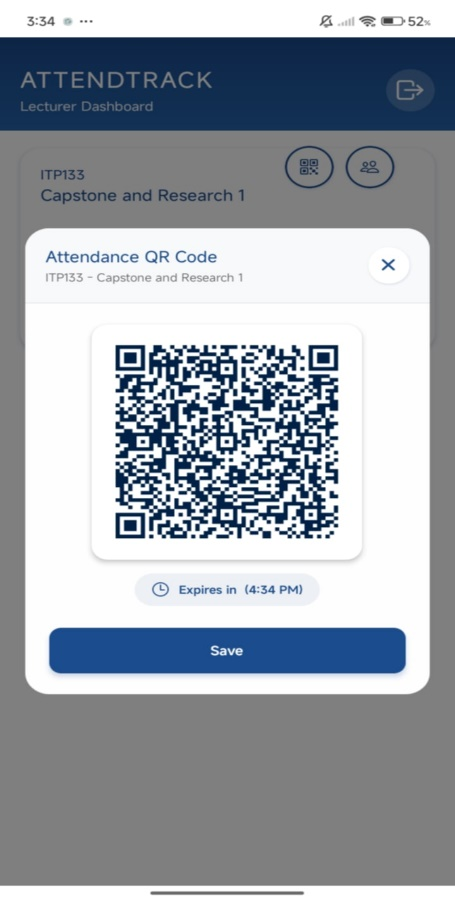 3:34 ••• 52%
ATTENDTRACK
Lecturer Dashboard
ITP133
Capstone and Research 1
Attendance QR Code
ITP133 - Capstone and Research 1
Expires in (4:34 PM)
Save